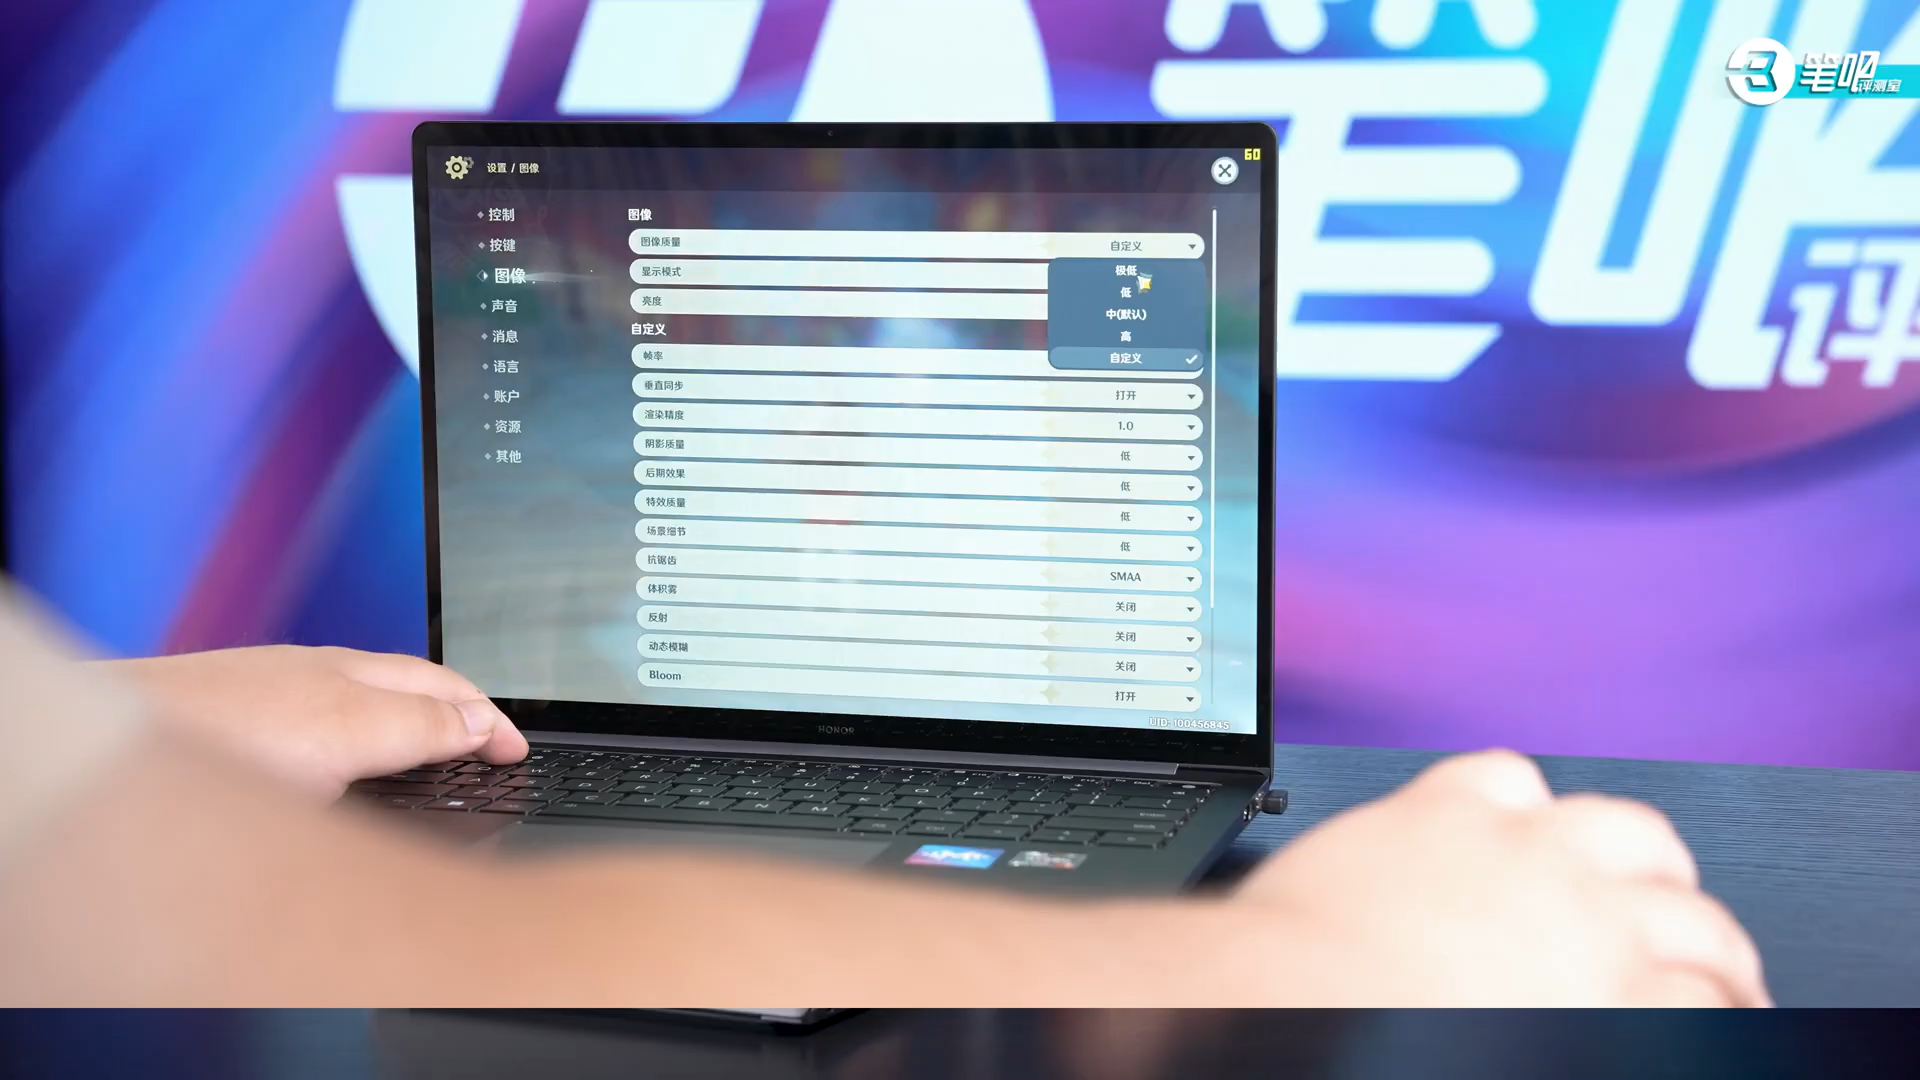 笔吧
评测室
60
设置 / 图像
控制
按键
图像
声音
消息
语言
账户
资源
其他
图像
图像质量 自定义
显示模式
亮度
极低
低
中(默认)
高
自定义
自定义
帧率
垂直同步 打开
渲染精度 1.0
阴影质量 低
后期效果 低
特效质量 低
场景细节 低
抗锯齿 SMAA
体积雾 关闭
反射 关闭
动态模糊 关闭
Bloom 打开
UID: 100456845
HONOR